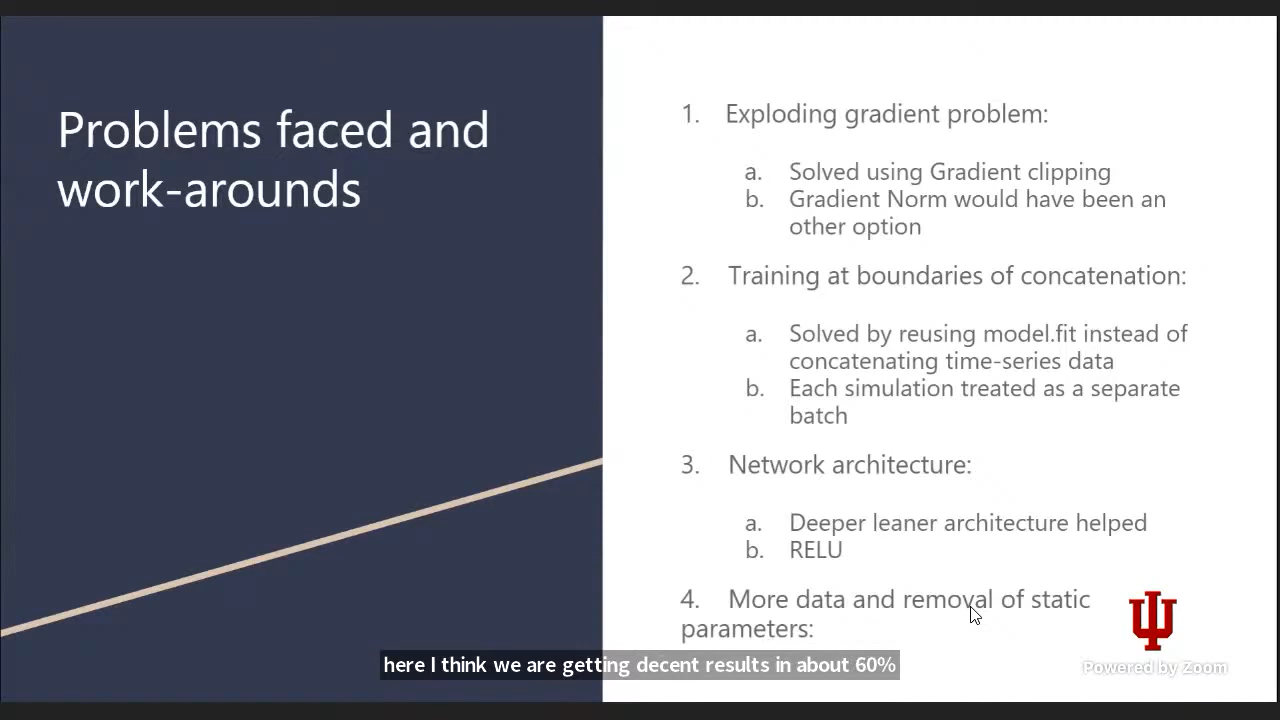 Problems faced and
work-arounds
1. Exploding gradient problem:
a. Solved using Gradient clipping
b. Gradient Norm would have been an
other option
2. Training at boundaries of concatenation:
a. Solved by reusing model.fit instead of
concatenating time-series data
b. Each simulation treated as a separate
batch
3. Network architecture:
a. Deeper leaner architecture helped
b. RELU
4. More data and removal of static
parameters:
here I think we are getting decent results in about 60%
Powered by Zoom